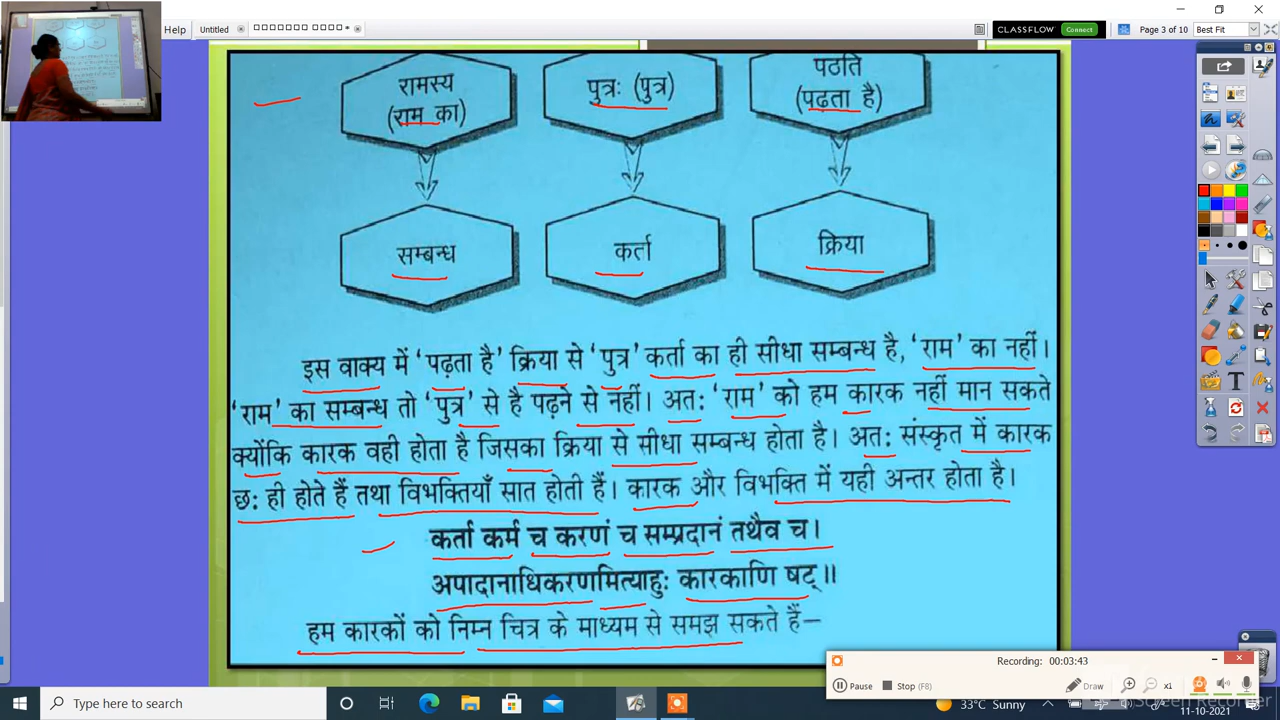 Help Untitled
CLASSFLOW Connect Page 3 of 10 Best Fit
रामस्य पुत्रः (पुत्र) पठति
(राम का) (पढता है)
सम्बन्ध कर्ता क्रिया
इस वाक्य में 'पढ़ता है' क्रिया से 'पुत्र' कर्ता का ही सीधा सम्बन्ध है, 'राम' का नहीं।
'राम' का सम्बन्ध तो 'पुत्र' से है पढ़ने से नहीं। अतः 'राम' को हम कारक नहीं मान सकते
क्योंकि कारक वही होता है जिसका क्रिया से सीधा सम्बन्ध होता है। अतः संस्कृत में कारक
छः ही होते हैं तथा विभक्तियाँ सात होती हैं। कारक और विभक्ति में यही अन्तर होता है।
कर्ता कर्म च करणं च सम्प्रदानं तथैव च।
अपादानाधिकरणमित्याहुः कारकाणि षट्॥
हम कारकों को निम्न चित्र के माध्यम से समझ सकते हैं–
Recording: 00:03:43
Pause Stop (F8) Draw x1
Type here to search
33°C Sunny
11-10-2021